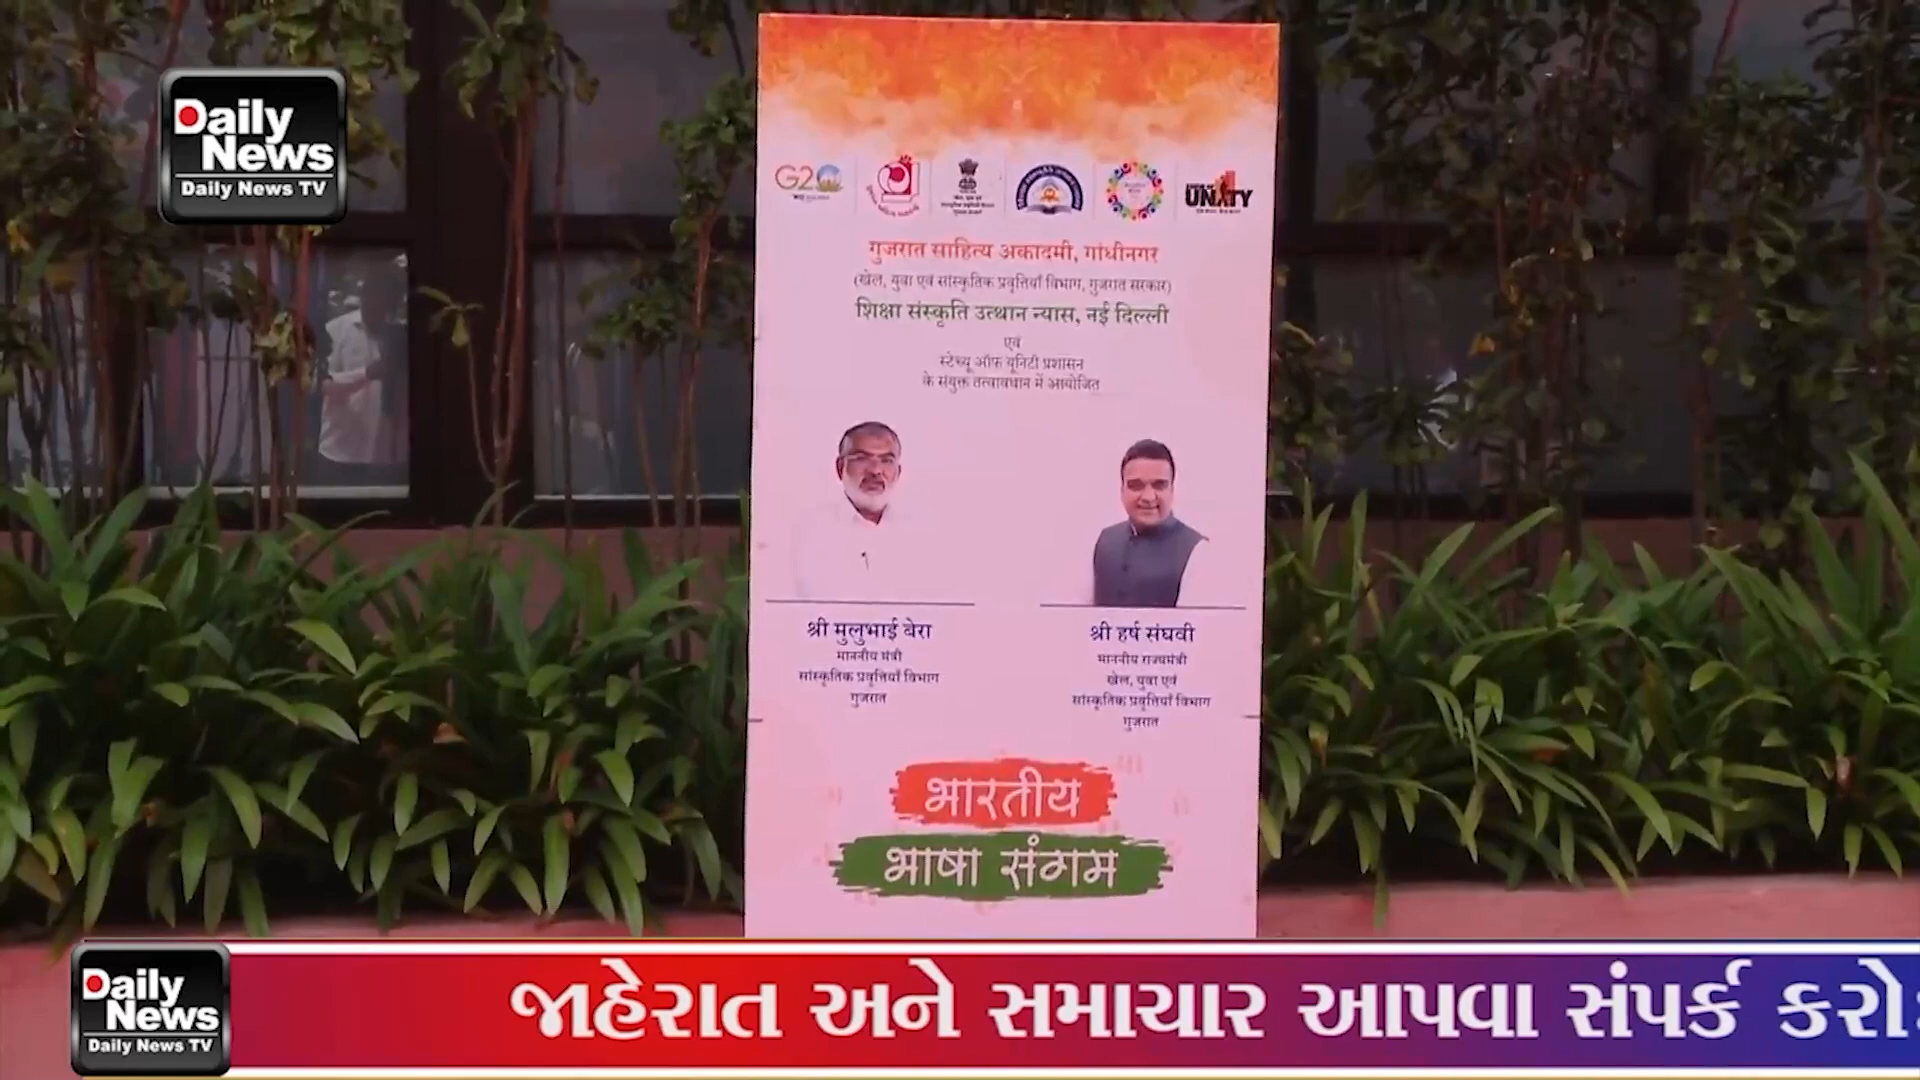 Daily
News
Daily News TV
G20
UNITY
गुजरात साहित्य अकादमी, गांधीनगर
(खेल, युवा एवं सांस्कृतिक प्रवृत्तियाँ विभाग, गुजरात सरकार)
शिक्षा संस्कृति उत्थान न्यास, नई दिल्ली
एवं
स्टेच्यू ऑफ यूनिटी प्रशासन
के संयुक्त तत्वावधान में आयोजित
श्री मुलुभाई बेरा
माननीय मंत्री
सांस्कृतिक प्रवृत्तियाँ विभाग
गुजरात
श्री हर्ष संघवी
माननीय राज्यमंत्री
खेल, युवा एवं
सांस्कृतिक प्रवृत्तियाँ विभाग
गुजरात
भारतीय
भाषा संगम
Daily
News
Daily News TV
જાહેરાત અને સમાચાર આપવા સંપર્ક કરો: